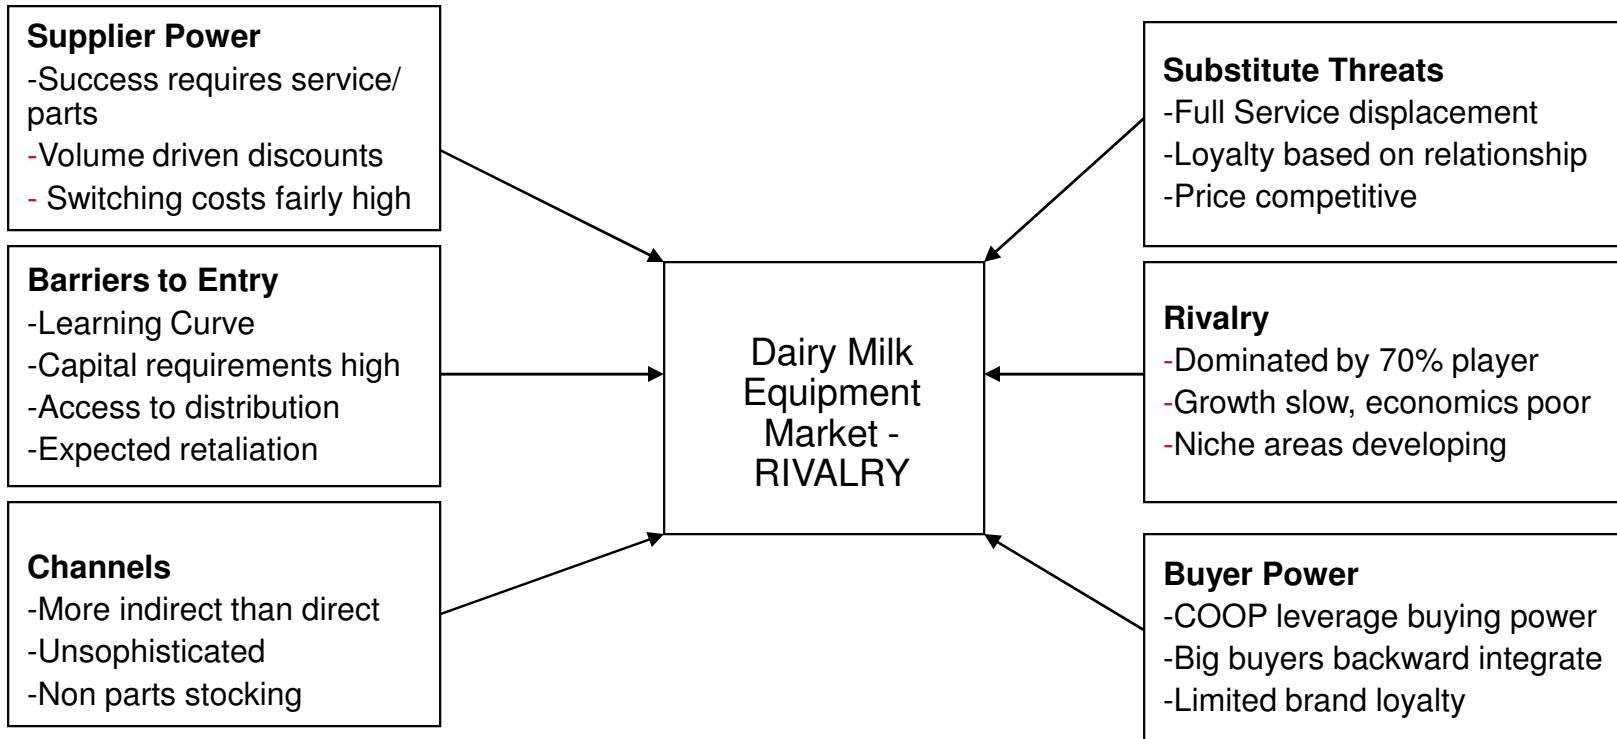 Supplier Power
-Success requires service/
parts
-Volume driven discounts
- Switching costs fairly high
Barriers to Entry
-Learning Curve
-Capital requirements high
-Access to distribution
-Expected retaliation
Channels
-More indirect than direct
-Unsophisticated
-Non parts stocking
Dairy Milk
Equipment
Market -
RIVALRY
Substitute Threats
-Full Service displacement
-Loyalty based on relationship
-Price competitive
Rivalry
-Dominated by 70% player
-Growth slow, economics poor
-Niche areas developing
Buyer Power
-COOP leverage buying power
-Big buyers backward integrate
-Limited brand loyalty